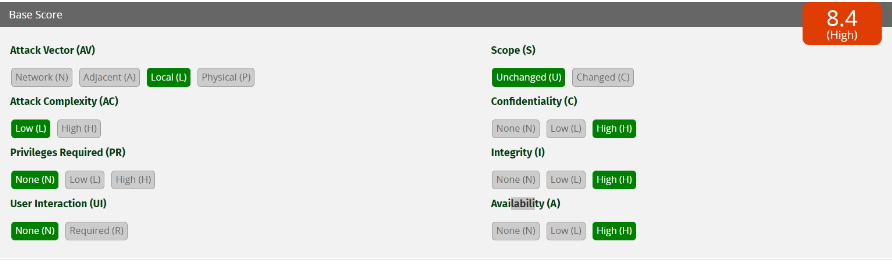 Base Score
8.4
(High)
Attack Vector (AV)
Network (N) Adjacent (A) Local (L) Physical (P)
Attack Complexity (AC)
Low (L) High (H)
Privileges Required (PR)
None (N) Low (L) High (H)
User Interaction (UI)
None (N) Required (R)
Scope (S)
Unchanged (U) Changed (C)
Confidentiality (C)
None (N) Low (L) High (H)
Integrity (I)
None (N) Low (L) High (H)
Availability (A)
None (N) Low (L) High (H)